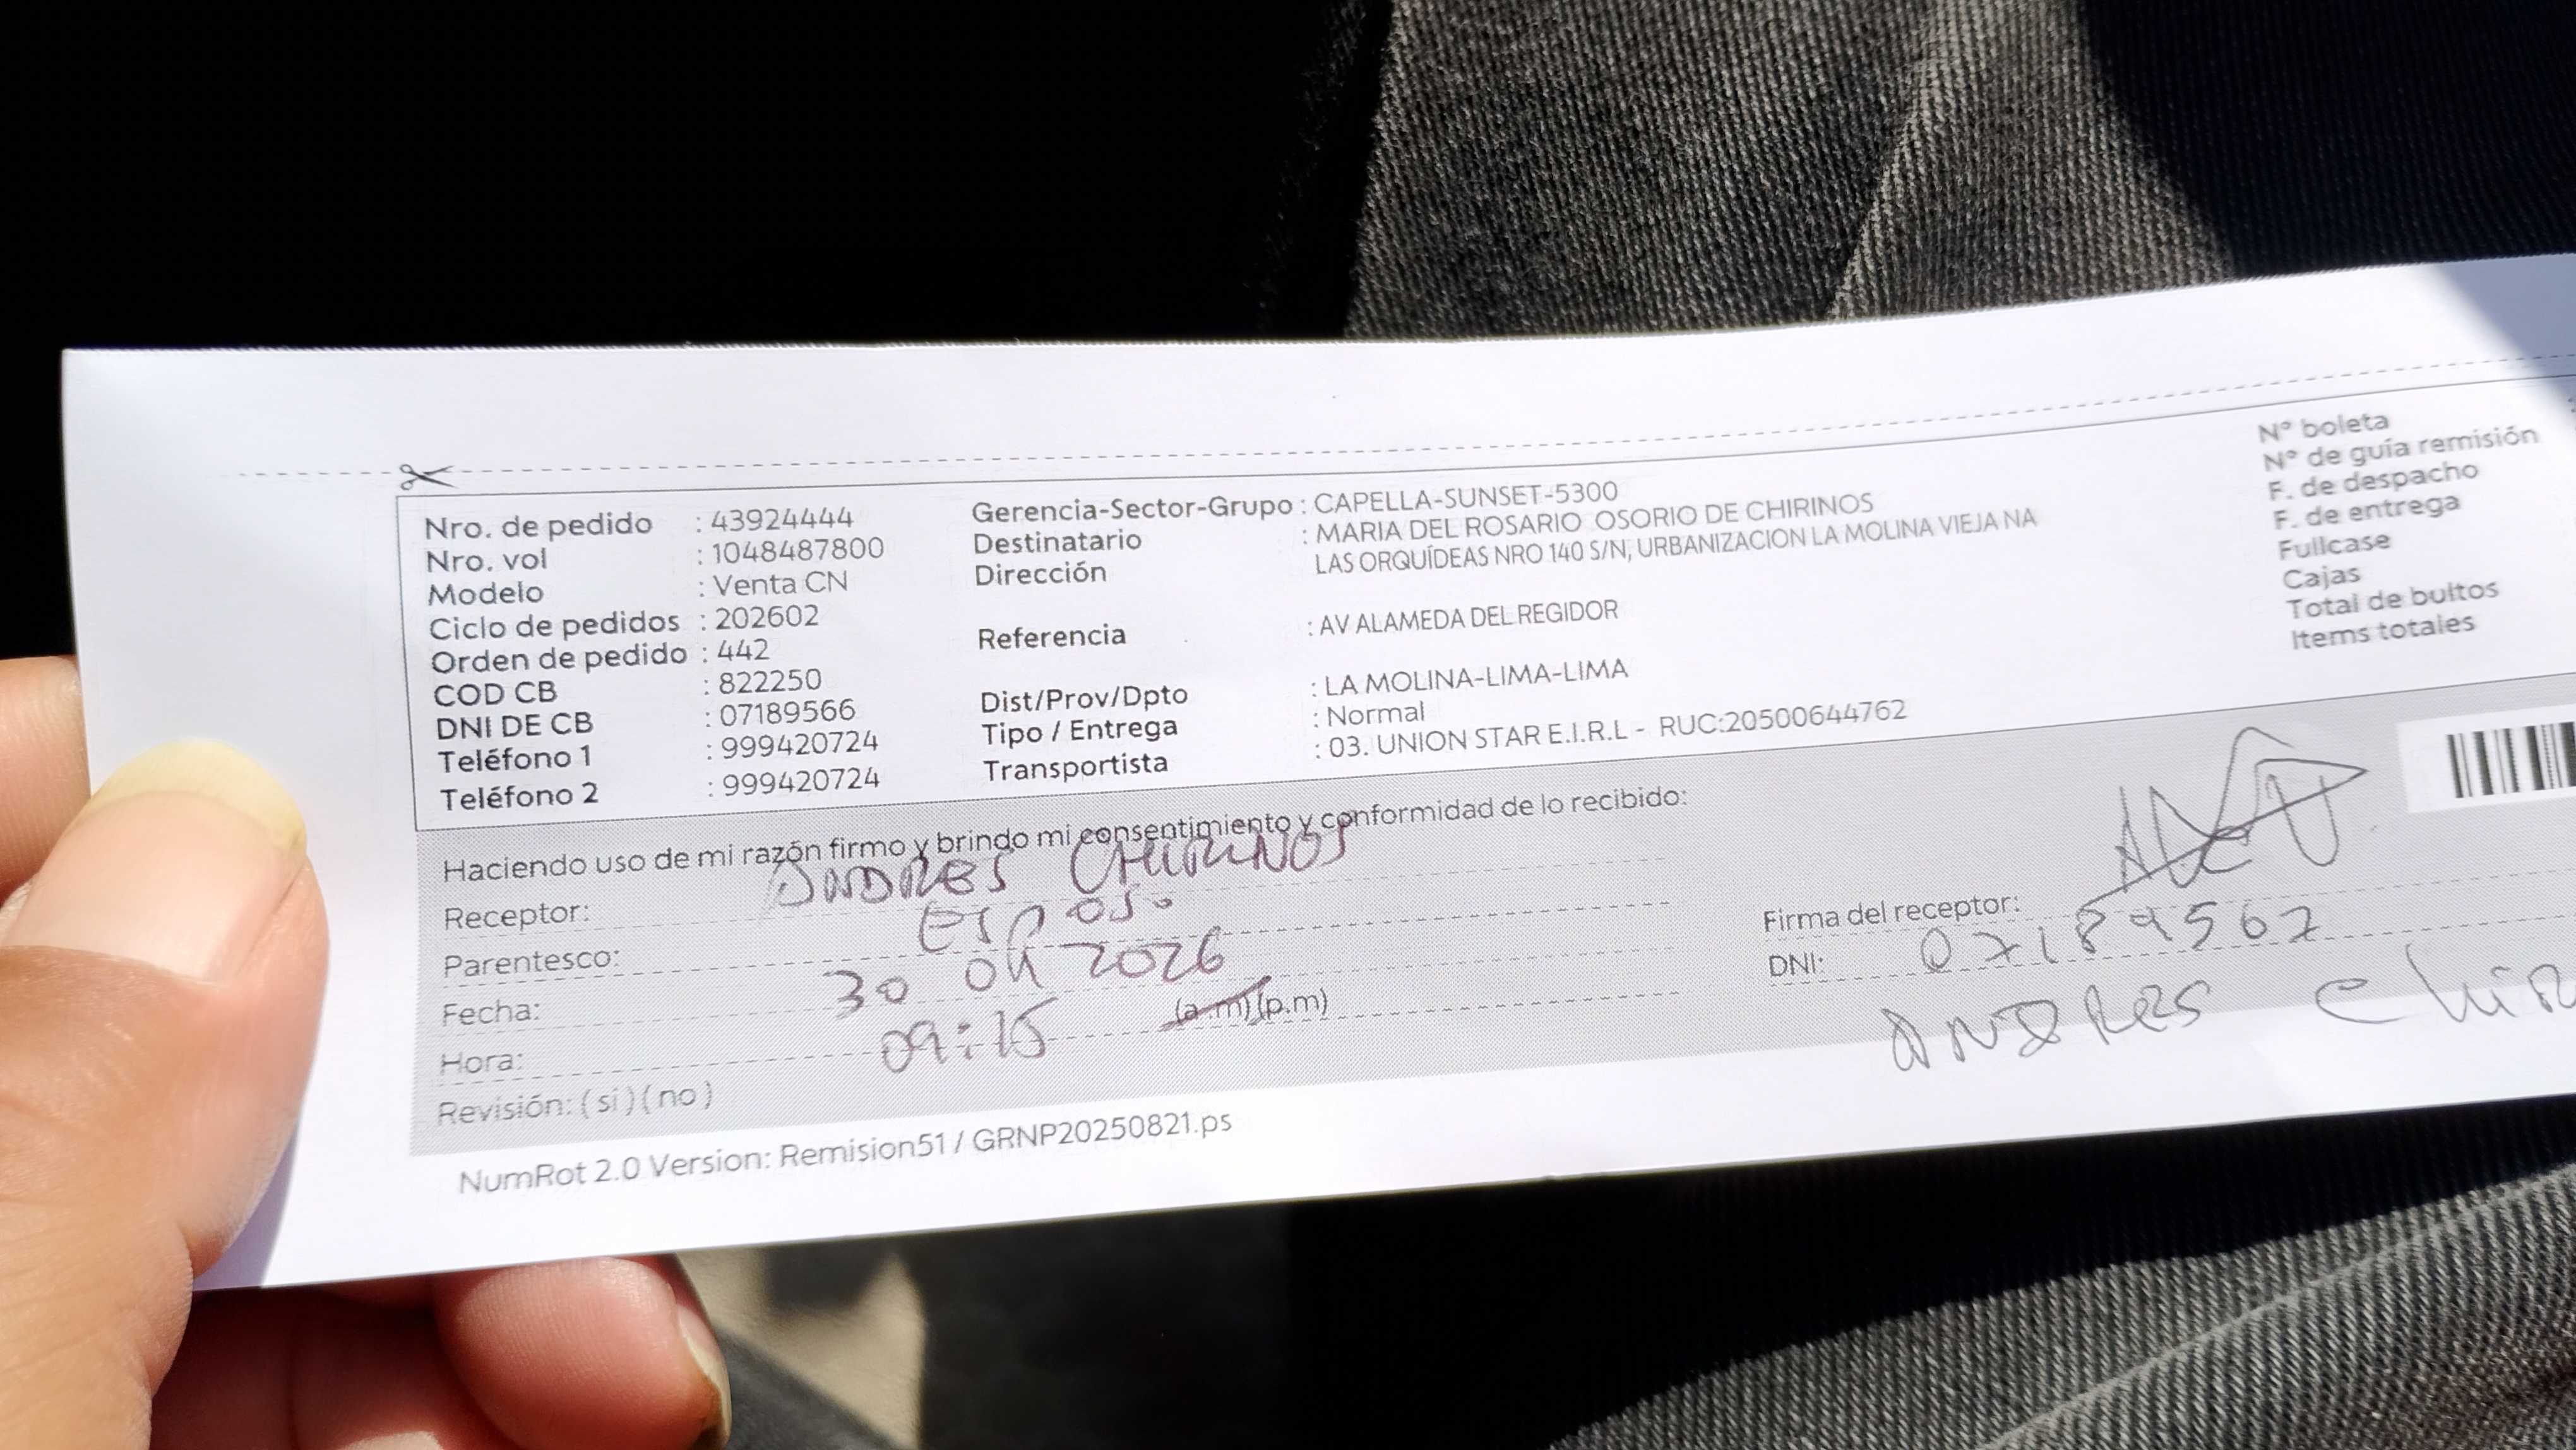 Nro. de pedido : 43924444
Nro. vol : 1048487800
Modelo : Venta CN
Ciclo de pedidos : 202602
Orden de pedido : 442
COD CB : 822250
DNI DE CB : 07189566
Teléfono 1 : 999420724
Teléfono 2 : 999420724
Gerencia-Sector-Grupo : CAPELLA-SUNSET-5300
Destinatario : MARIA DEL ROSARIO OSORIO DE CHIRINOS
Dirección LAS ORQUÍDEAS NRO 140 S/N, URBANIZACION LA MOLINA VIEJA NA
Referencia : AV ALAMEDA DEL REGIDOR
Dist/Prov/Dpto : LA MOLINA-LIMA-LIMA
Tipo / Entrega : Normal
Transportista : 03. UNION STAR E.I.R.L - RUC:20500644762
N° boleta
N° de guía remisión
F. de despacho
F. de entrega
Fullcase
Cajas
Total de bultos
Items totales
Haciendo uso de mi razón firmo y brindo mi consentimiento y conformidad de lo recibido:
Receptor: ANDRES CHIRINOS
Parentesco: Esposo
Fecha: 30 04 2026
Hora: 09:15 (a.m)(p.m)
Revisión: (si)(no)
Firma del receptor:
DNI: 07189567
ANDRes
NumRot 2.0 Version: Remision51 / GRNP20250821.ps